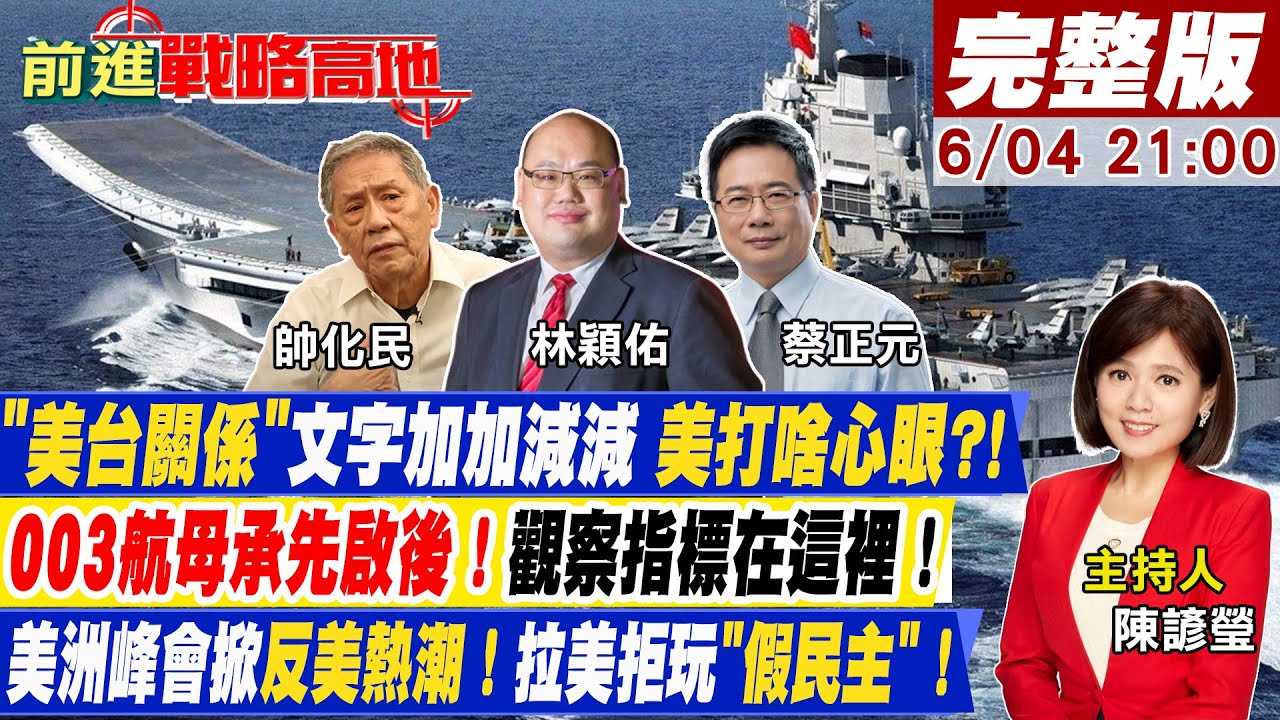 前進戰略高地
完整版
6/04 21:00
帥化民
林穎佑
蔡正元
主持人
陳諺瑩
"美台關係"文字加加減減 美打啥心眼?!
003航母承先啟後！觀察指標在這裡！
美洲峰會掀反美熱潮！拉美拒玩"假民主"！